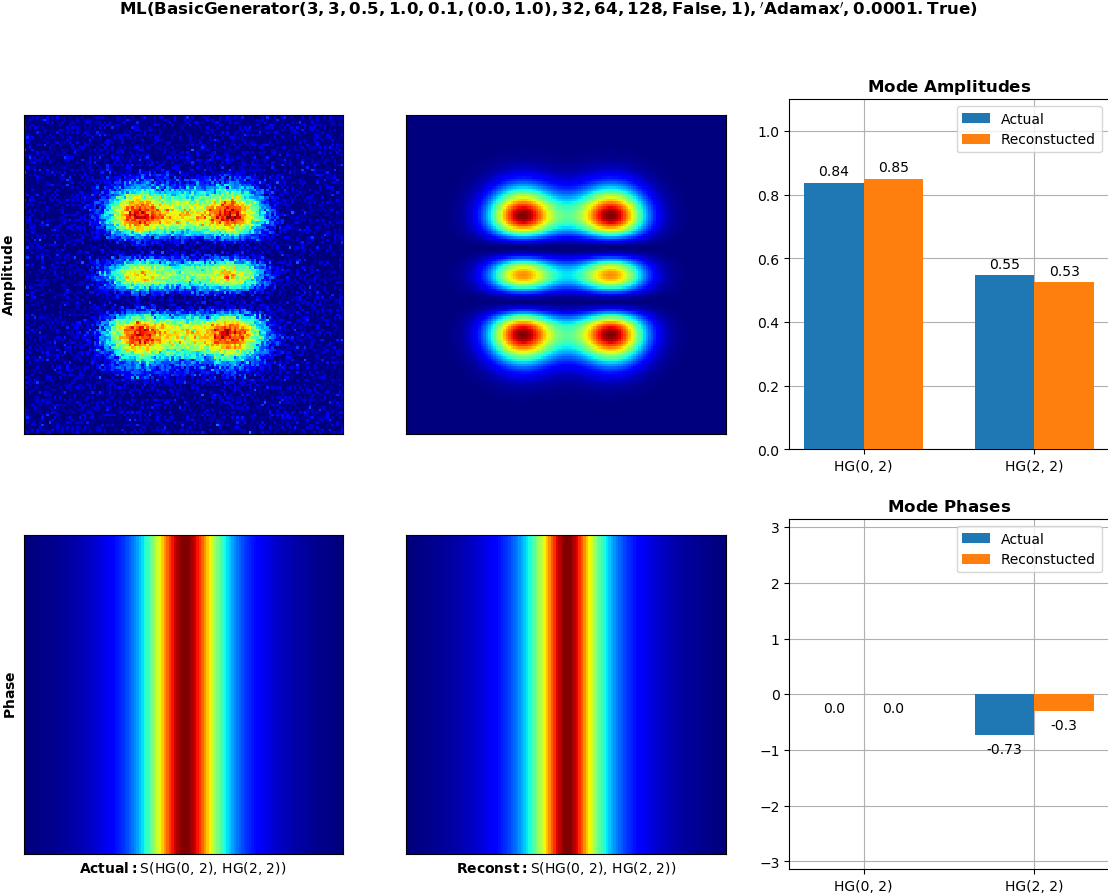 ML(BasicGenerator(3, 3, 0.5, 1.0, 0.1, (0.0, 1.0), 32, 64, 128, False, 1), 'Adamax', 0.0001. True)
Amplitude
Mode Amplitudes
Actual
Reconstucted
1.0
0.8
0.6
0.4
0.2
0.0
0.84
0.85
0.55
0.53
HG(0, 2)
HG(2, 2)
Phase
Actual: S(HG(0, 2), HG(2, 2))
Reconst: S(HG(0, 2), HG(2, 2))
Mode Phases
Actual
Reconstucted
3
2
1
0
−1
−2
−3
0.0
0.0
-0.73
-0.3
HG(0, 2)
HG(2, 2)